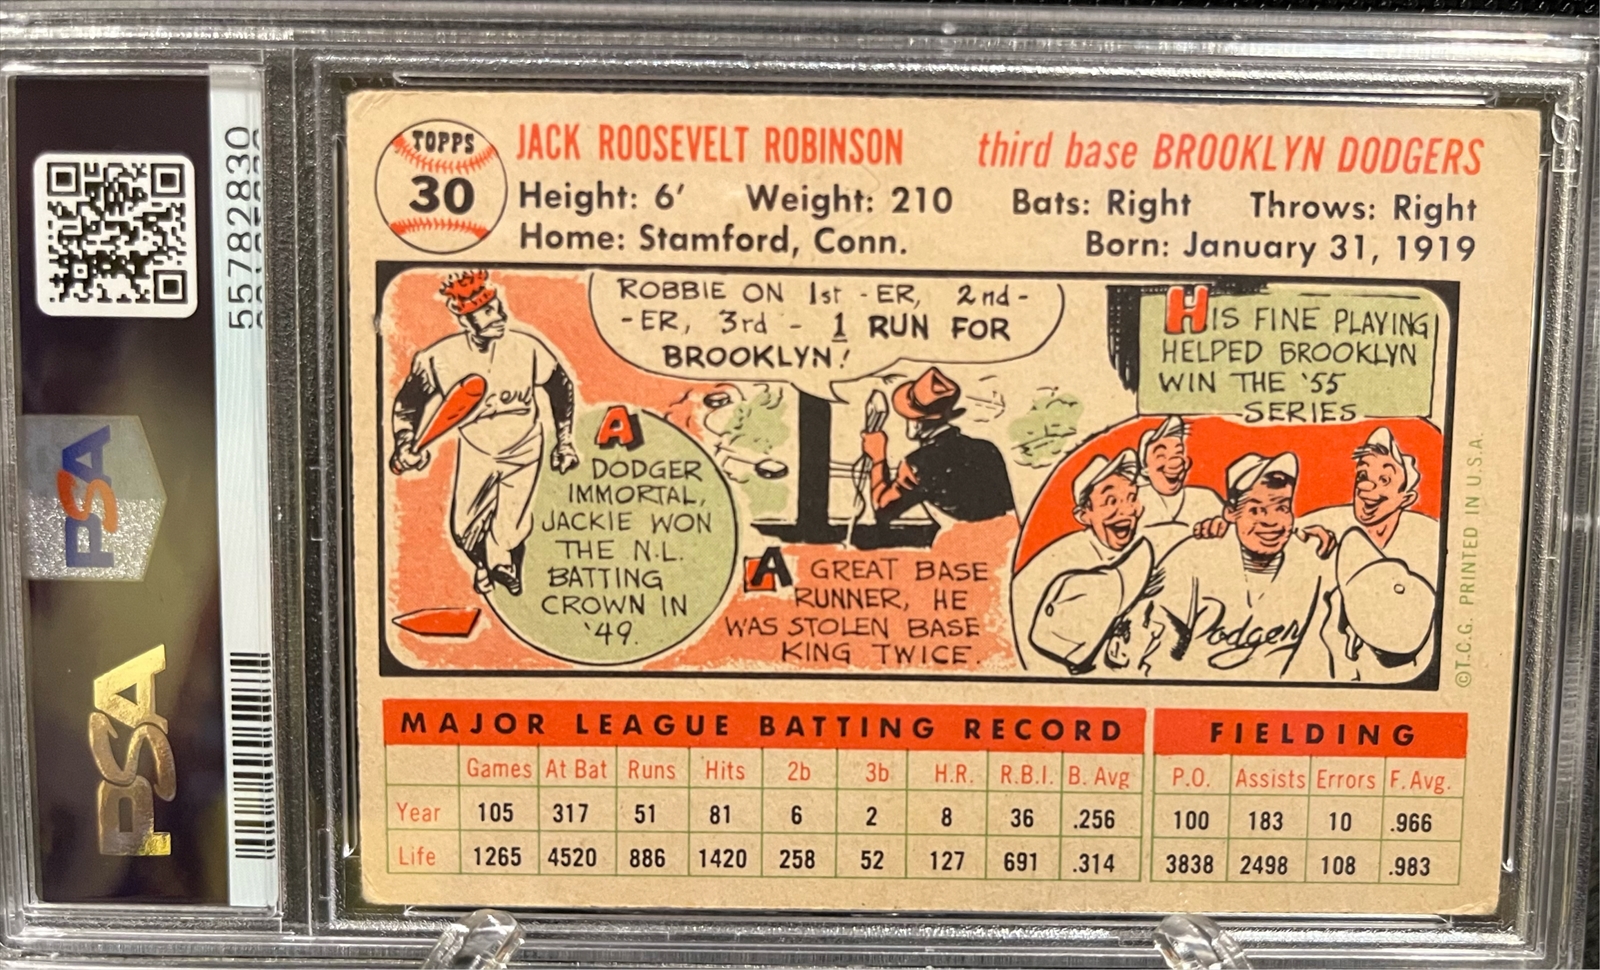 55782830
PSA
PSA
TOPPS
30
JACK ROOSEVELT ROBINSON third base BROOKLYN DODGERS
Height: 6' Weight: 210 Bats: Right Throws: Right
Home: Stamford, Conn. Born: January 31, 1919
ROBBIE ON 1st -ER, 2nd-
-ER, 3rd - 1 RUN FOR
BROOKLYN!
HIS FINE PLAYING
HELPED BROOKLYN
WIN THE '55
SERIES
A
DODGER
IMMORTAL,
JACKIE WON
THE N.L.
BATTING
CROWN IN
'49.
A GREAT BASE
RUNNER, HE
WAS STOLEN BASE
KING TWICE.
Dodgers
©T.C.G. PRINTED IN U.S.A.
MAJOR LEAGUE BATTING RECORD FIELDING
Games At Bat Runs Hits 2b 3b H.R. R.B.I. B. Avg P.O. Assists Errors F. Avg.
Year 105 317 51 81 6 2 8 36 .256 100 183 10 .966
Life 1265 4520 886 1420 258 52 127 691 .314 3838 2498 108 .983